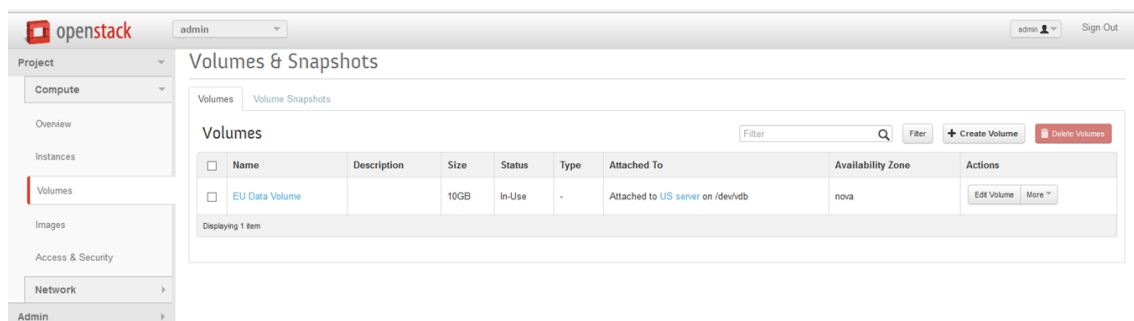 openstack
admin
admin
Sign Out
Project
Compute
Overview
Instances
Volumes
Images
Access & Security
Network
Admin
Volumes & Snapshots
Volumes
Volume Snapshots
Volumes
Filter
Filter
+ Create Volume
Delete Volumes
Name Description Size Status Type Attached To Availability Zone Actions
EU Data Volume 10GB In-Use - Attached to US server on /dev/vdb nova Edit Volume More
Displaying 1 item